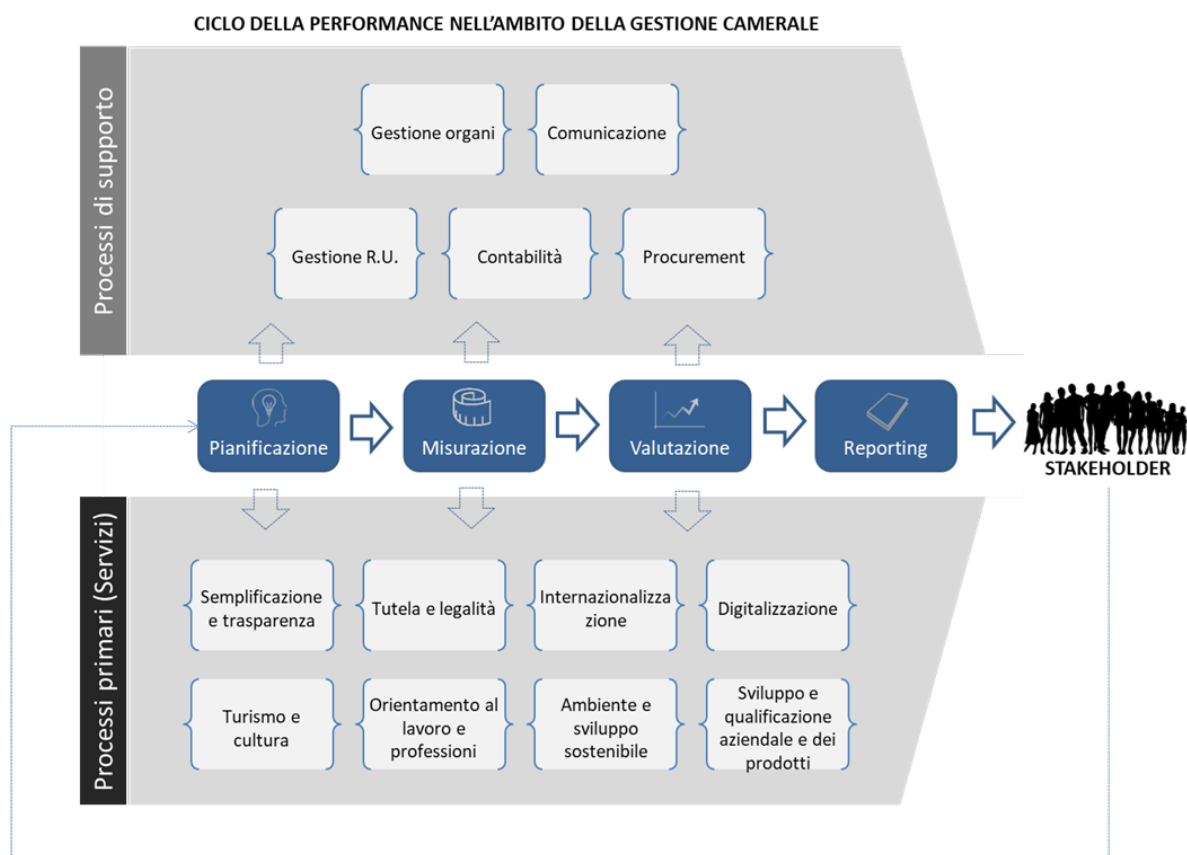 CICLO DELLA PERFORMANCE NELL'AMBITO DELLA GESTIONE CAMERALE
Processi di supporto
Gestione organi
Comunicazione
Gestione R.U.
Contabilità
Procurement
Pianificazione
Misurazione
Valutazione
Reporting
STAKEHOLDER
Processi primari (Servizi)
Semplificazione
e trasparenza
Tutela e legalità
Internazionalizza
zione
Digitalizzazione
Turismo e
cultura
Orientamento al
lavoro e
professioni
Ambiente e
sviluppo
sostenibile
Sviluppo e
qualificazione
aziendale e dei
prodotti